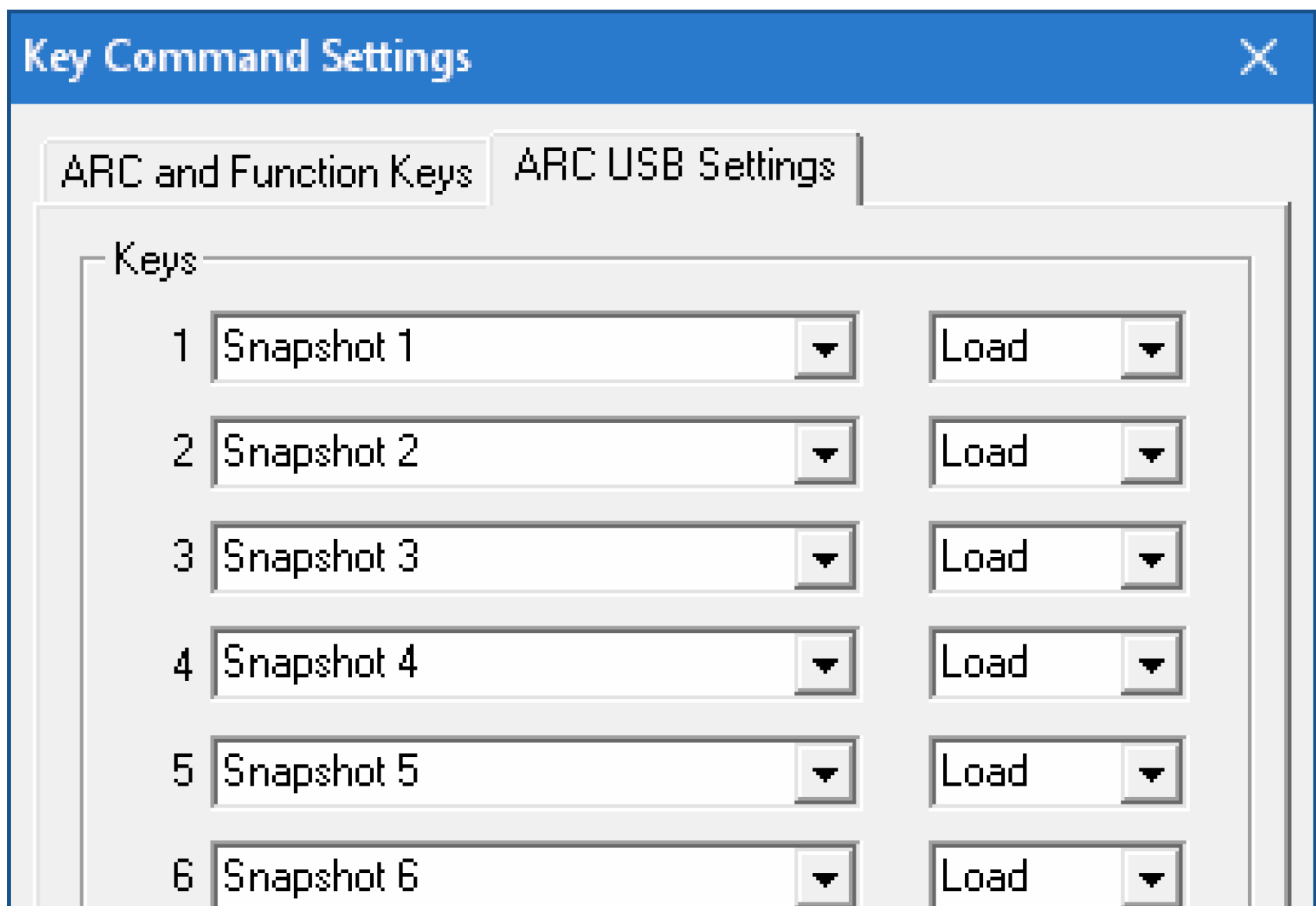 Key Command Settings
ARC and Function Keys ARC USB Settings
Keys
1 Snapshot 1 Load
2 Snapshot 2 Load
3 Snapshot 3 Load
4 Snapshot 4 Load
5 Snapshot 5 Load
6 Snapshot 6 Load